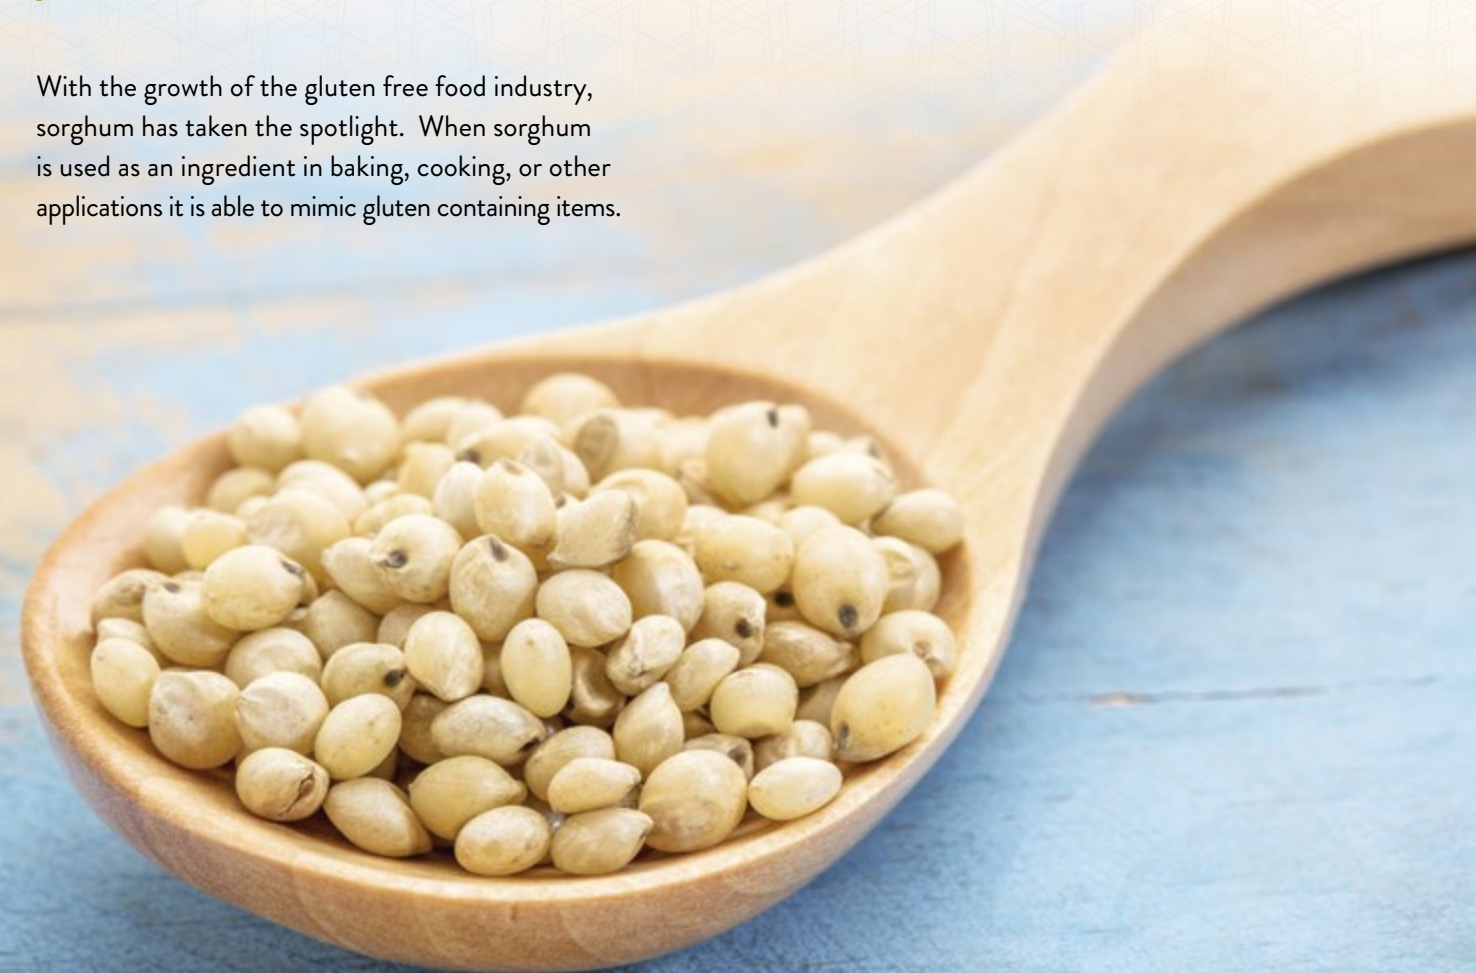 With the growth of the gluten free food industry,
sorghum has taken the spotlight.  When sorghum
is used as an ingredient in baking, cooking, or other
applications it is able to mimic gluten containing items.